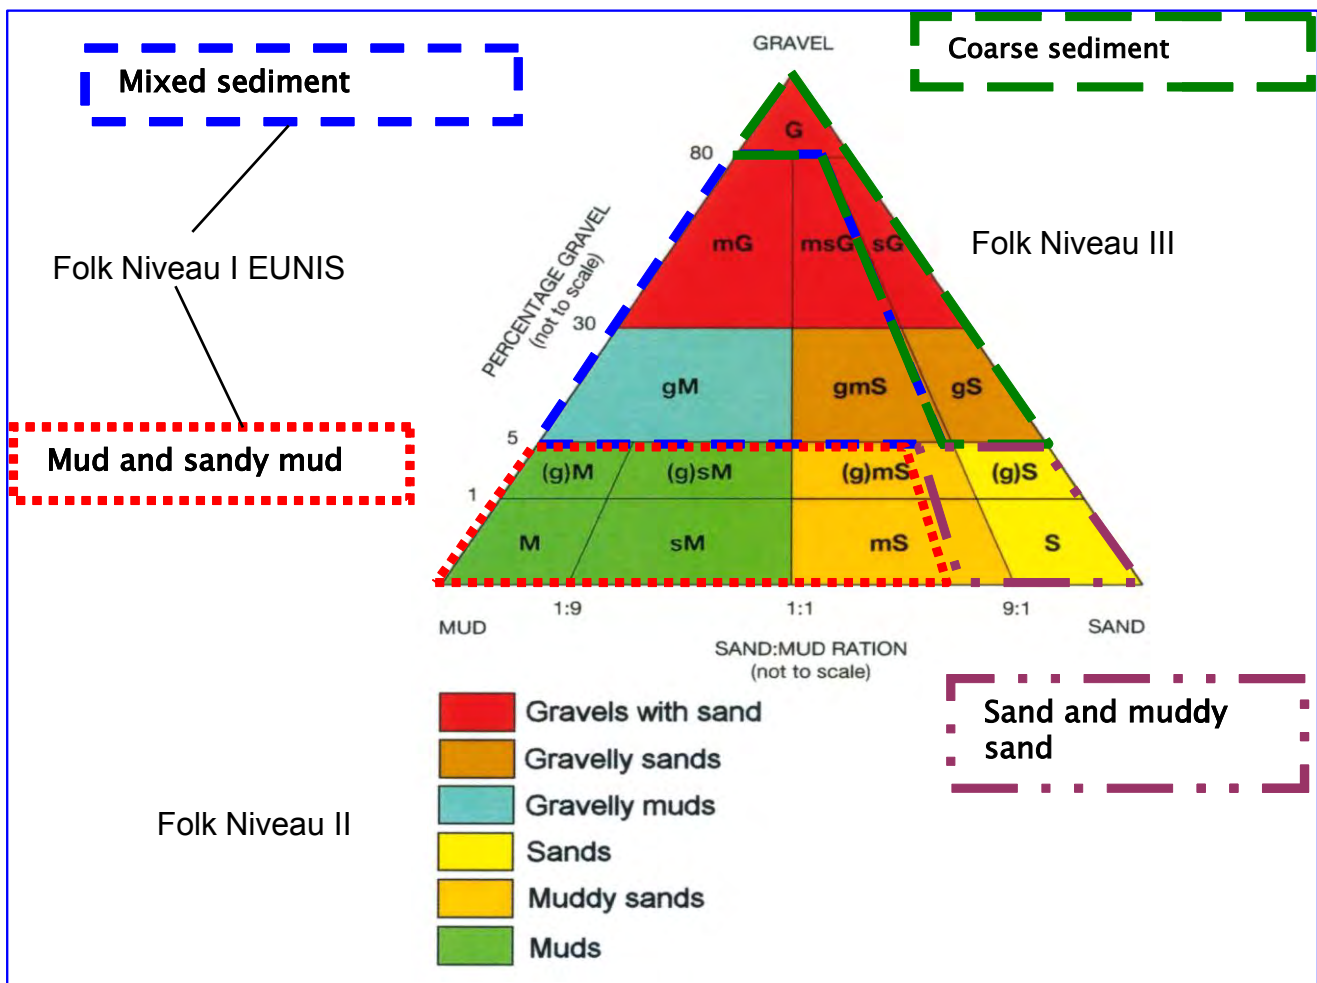 GRAVEL
Coarse sediment
Mixed sediment
G
80
PERCENTAGE GRAVEL
(not to scale)
mG
msG
sG
Folk Niveau III
Folk Niveau I EUNIS
30
gM
gmS
gS
5
Mud and sandy mud
(g)M
(g)sM
(g)mS
(g)S
1
M
sM
mS
S
1:9
1:1
9:1
MUD
SAND
SAND:MUD RATION
(not to scale)
Sand and muddy
sand
Gravels with sand
Gravelly sands
Gravelly muds
Folk Niveau II
Sands
Muddy sands
Muds